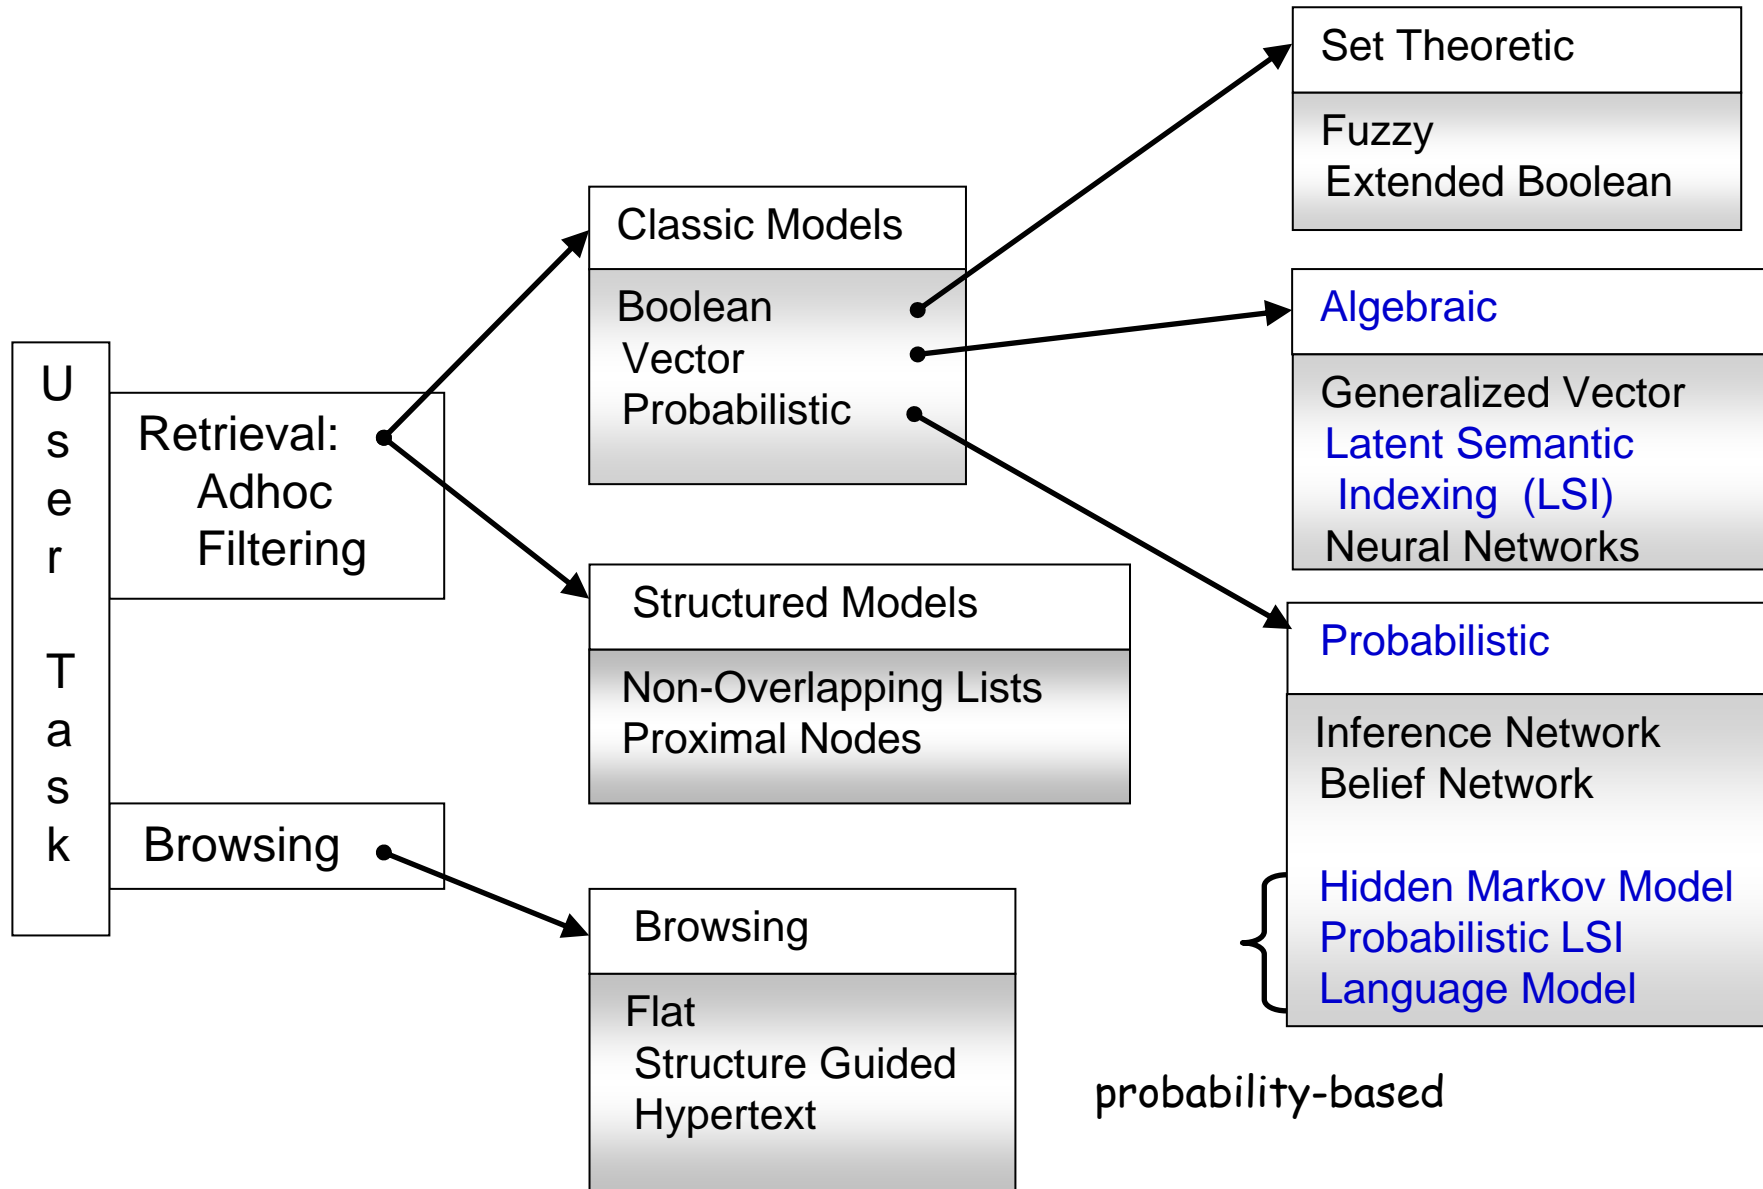 User Task
Retrieval:
Adhoc
Filtering
Browsing
Classic Models
Boolean
Vector
Probabilistic
Structured Models
Non-Overlapping Lists
Proximal Nodes
Browsing
Flat
Structure Guided
Hypertext
Set Theoretic
Fuzzy
Extended Boolean
Algebraic
Generalized Vector
Latent Semantic
Indexing (LSI)
Neural Networks
Probabilistic
Inference Network
Belief Network
Hidden Markov Model
Probabilistic LSI
Language Model
probability-based